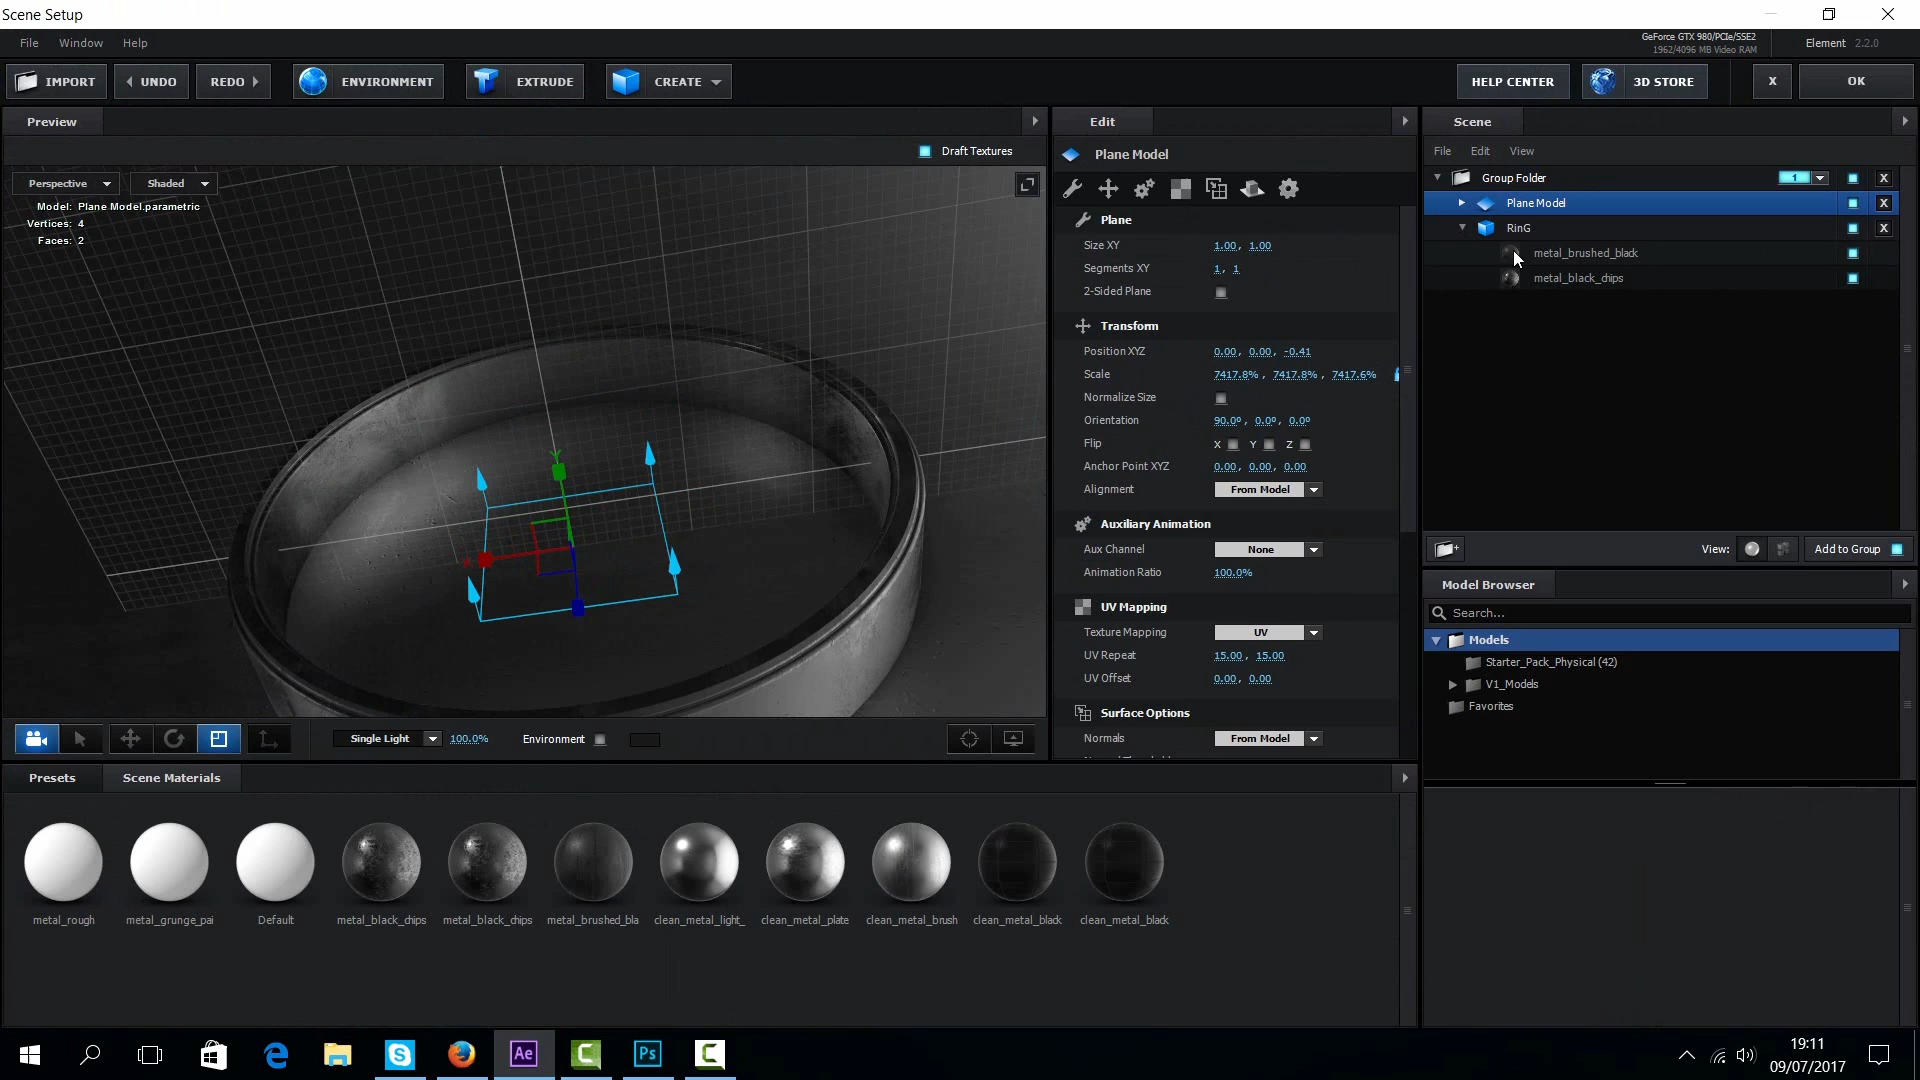 Scene Setup
File Window Help
GeForce GTX 980/PCIe/SSE2
1962/4096 MB Video RAM
Element 2.2.0
IMPORT UNDO REDO ENVIRONMENT EXTRUDE CREATE HELP CENTER 3D STORE X OK
Preview
Draft Textures
Perspective Shaded
Model: Plane Model.parametric
Vertices: 4
Faces: 2
Y
X
Single Light 100.0% Environment
Edit
Plane Model
Plane
Size XY 1.00, 1.00
Segments XY 1, 1
2-Sided Plane
Transform
Position XYZ 0.00, 0.00, -0.41
Scale 7417.8%, 7417.8%, 7417.6%
Normalize Size
Orientation 90.0º, 0.0º, 0.0º
Flip X Y Z
Anchor Point XYZ 0.00, 0.00, 0.00
Alignment From Model
Auxiliary Animation
Aux Channel None
Animation Ratio 100.0%
UV Mapping
Texture Mapping UV
UV Repeat 15.00, 15.00
UV Offset 0.00, 0.00
Surface Options
Normals From Model
Scene
File Edit View
Group Folder 1 X
Plane Model X
RinG X
metal_brushed_black
metal_black_chips
View: Add to Group
Model Browser
Search...
Models
Starter_Pack_Physical (42)
V1_Models
Favorites
Presets Scene Materials
metal_rough metal_grunge_pai Default metal_black_chips metal_black_chips metal_brushed_bla clean_metal_light_ clean_metal_plate clean_metal_brush clean_metal_black clean_metal_black
Ae Ps
19:11
09/07/2017